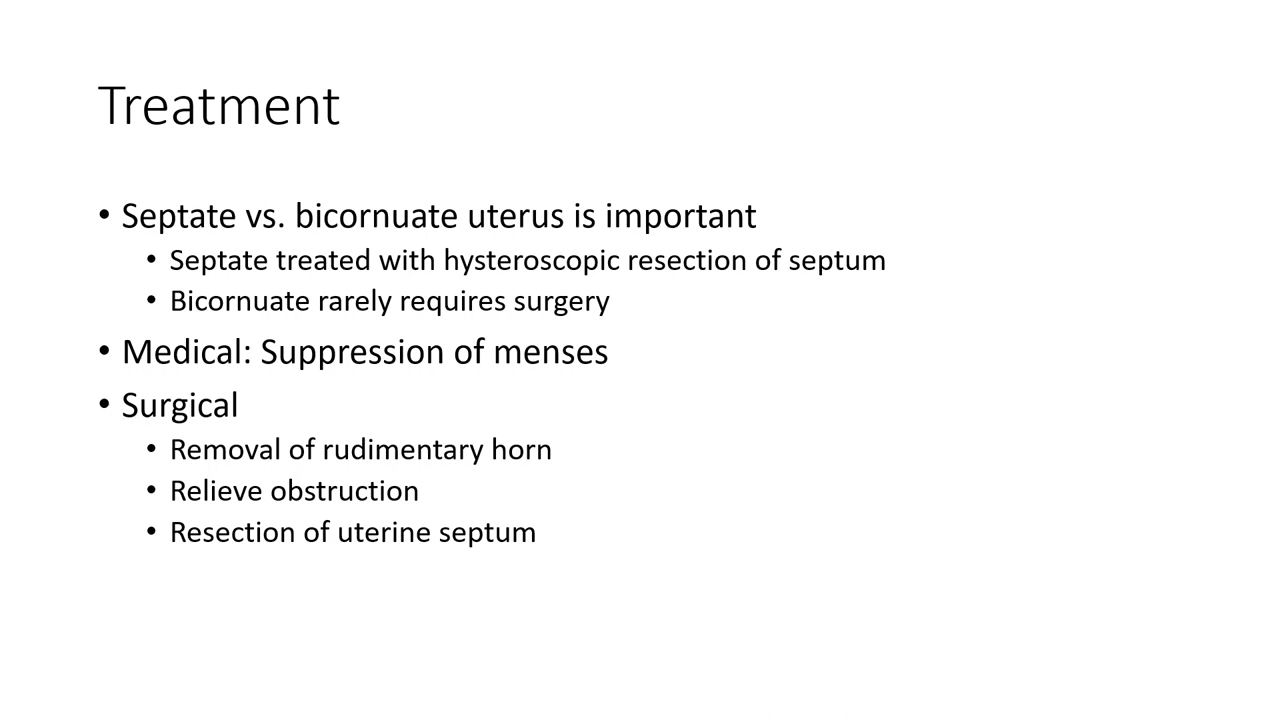 Treatment
• Septate vs. bicornuate uterus is important
• Septate treated with hysteroscopic resection of septum
• Bicornuate rarely requires surgery
• Medical: Suppression of menses
• Surgical
• Removal of rudimentary horn
• Relieve obstruction
• Resection of uterine septum